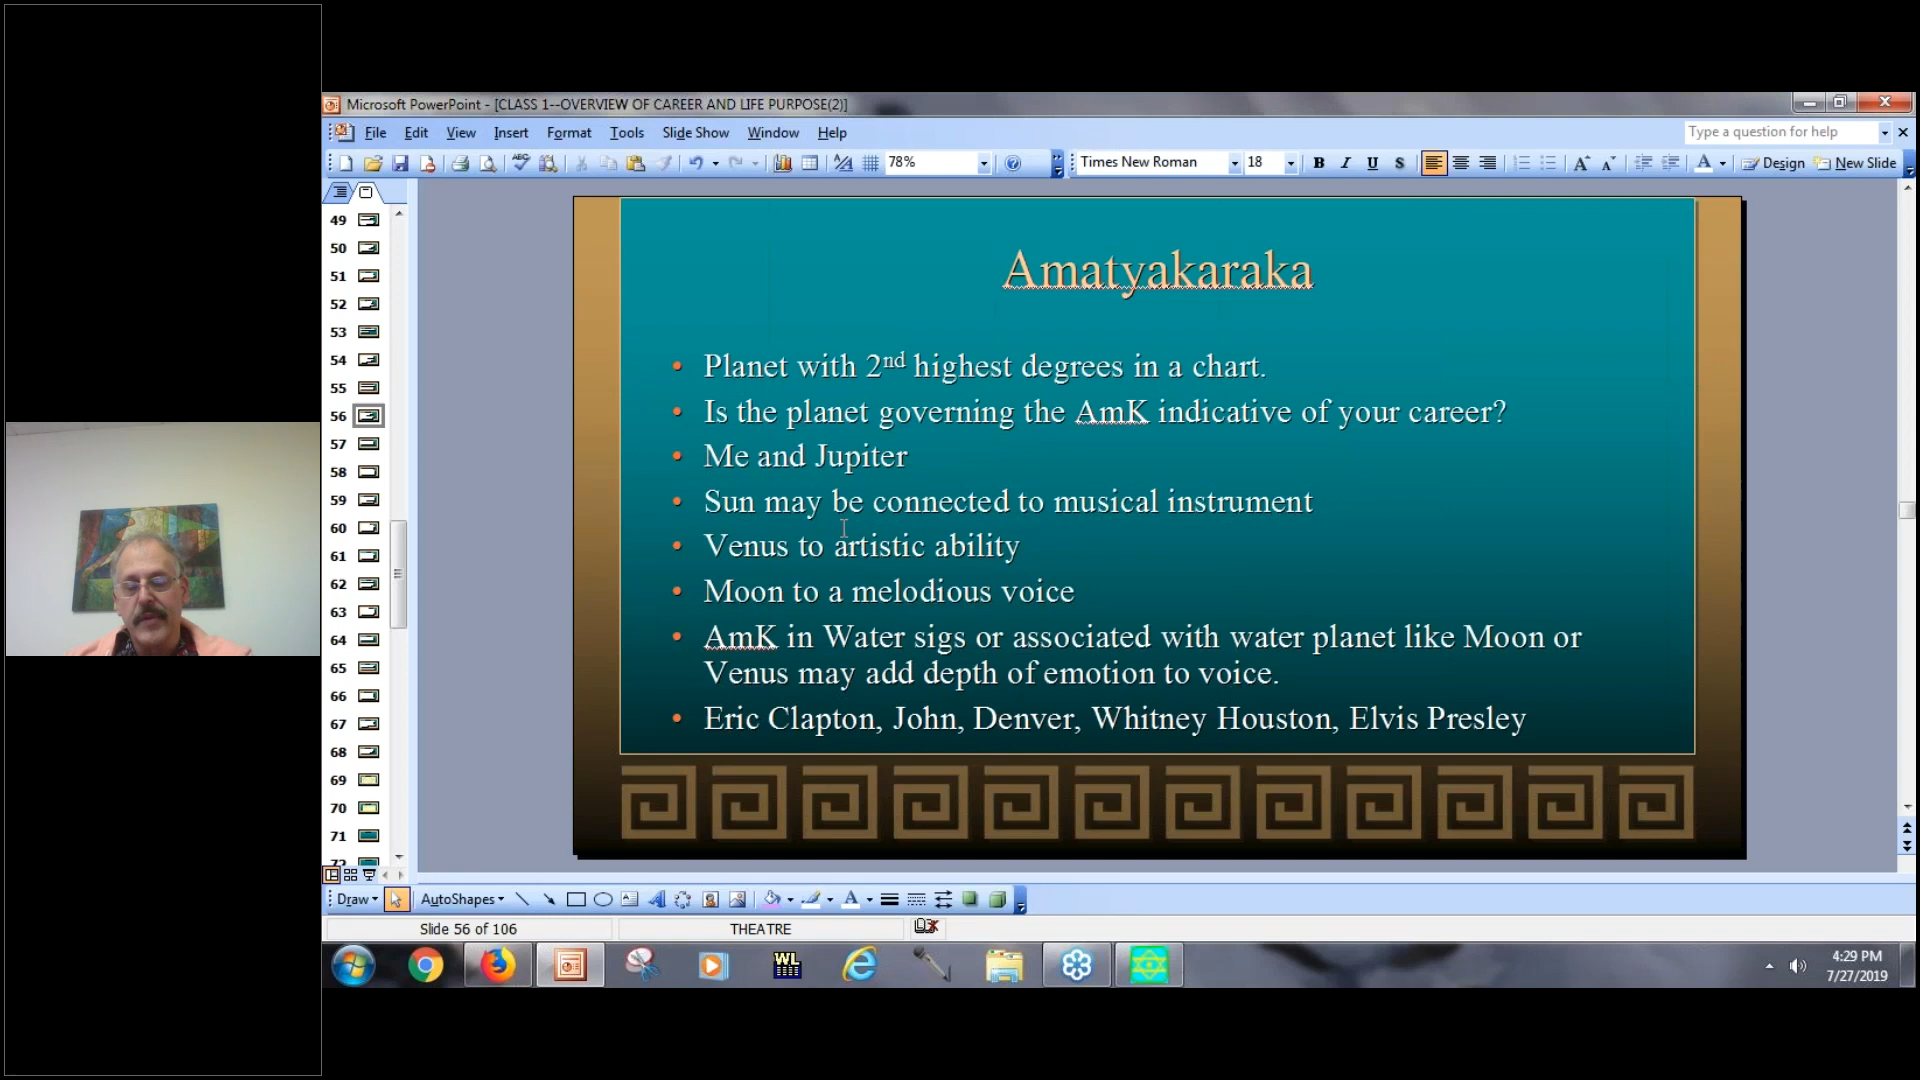 Microsoft PowerPoint - [CLASS 1--OVERVIEW OF CAREER AND LIFE PURPOSE(2)]
File Edit View Insert Format Tools Slide Show Window Help
Type a question for help
78%
Times New Roman
18
B I U S
A A
A
Design
New Slide
49
50
51
52
53
54
55
56
57
58
59
60
61
62
63
64
65
66
67
68
69
70
71
72
Amatyakaraka
• Planet with 2nd highest degrees in a chart.
• Is the planet governing the AmK indicative of your career?
• Me and Jupiter
• Sun may be connected to musical instrument
• Venus to artistic ability
• Moon to a melodious voice
• AmK in Water sigs or associated with water planet like Moon or
Venus may add depth of emotion to voice.
• Eric Clapton, John, Denver, Whitney Houston, Elvis Presley
Draw AutoShapes A A
Slide 56 of 106
THEATRE
WL
4:29 PM
7/27/2019